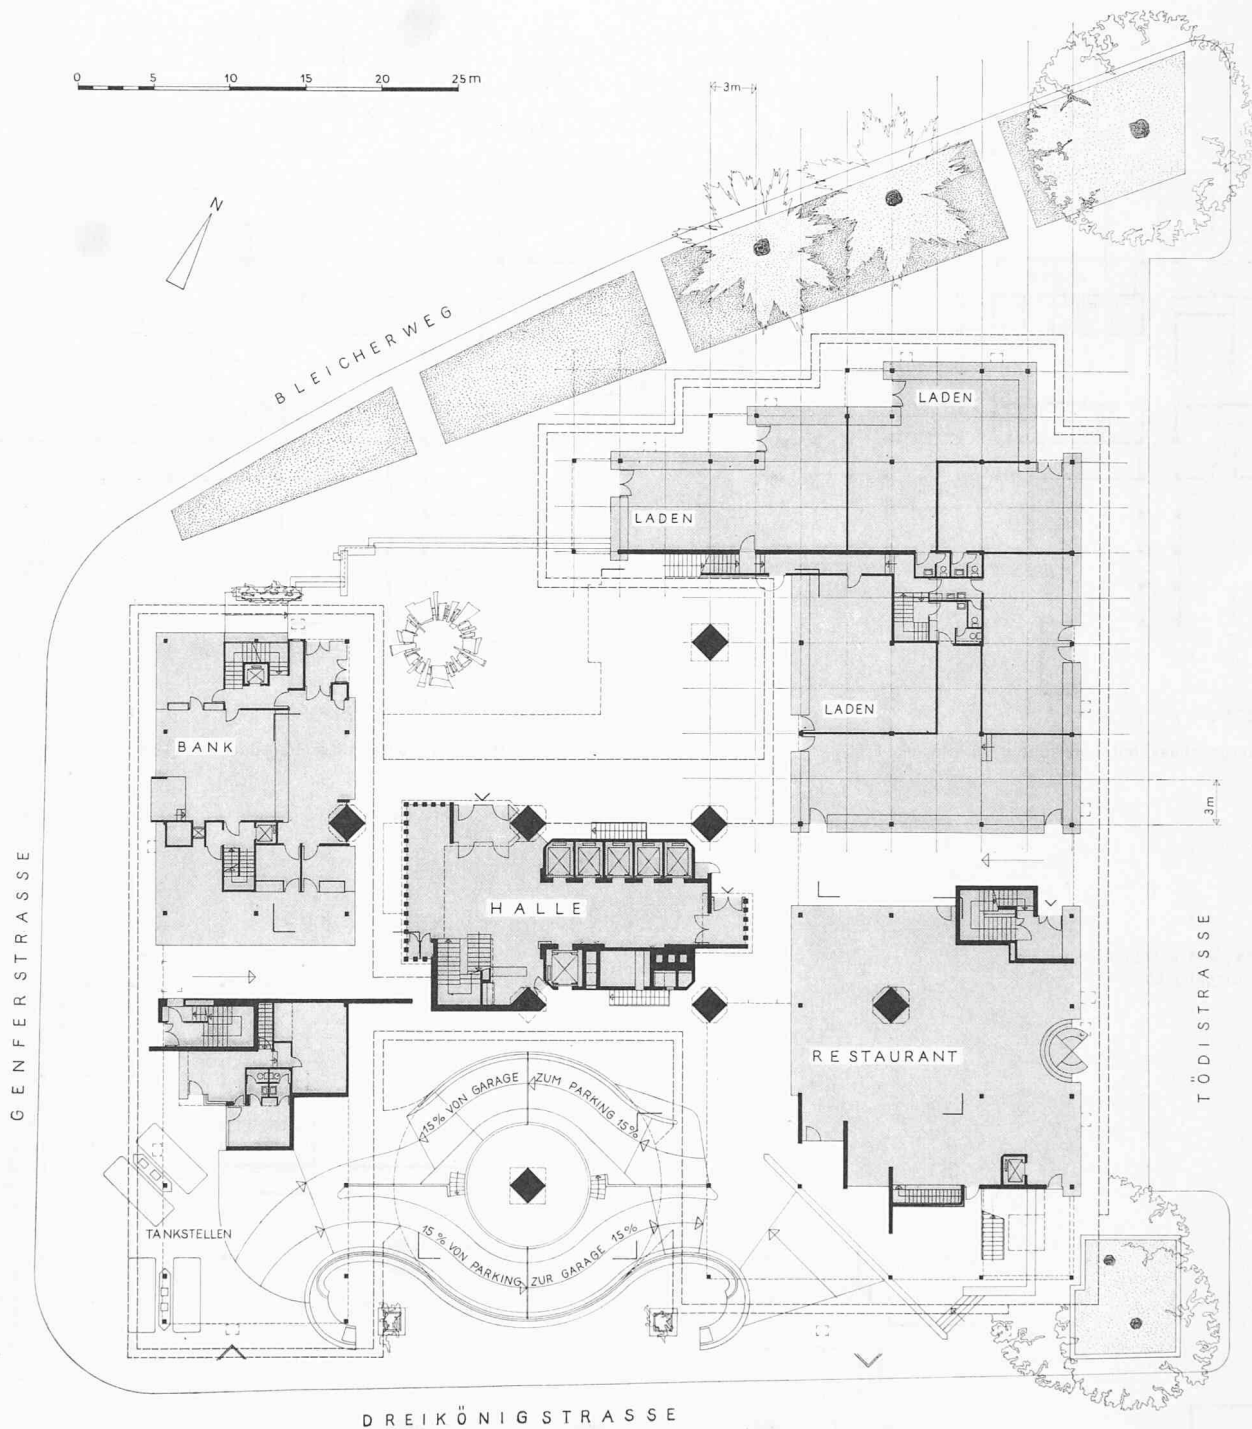 0 5 10 15 20 25 m
3m
N
BLEICHERWEG
LADEN
LADEN
LADEN
BANK
3m
HALLE
GENFERSTRASSE
TÖDISTRASSE
RESTAURANT
15% VON GARAGE ZUM PARKING 15%
TANKSTELLEN
15% VON PARKING ZUR GARAGE 15%
DREIKÖNIGSTRASSE